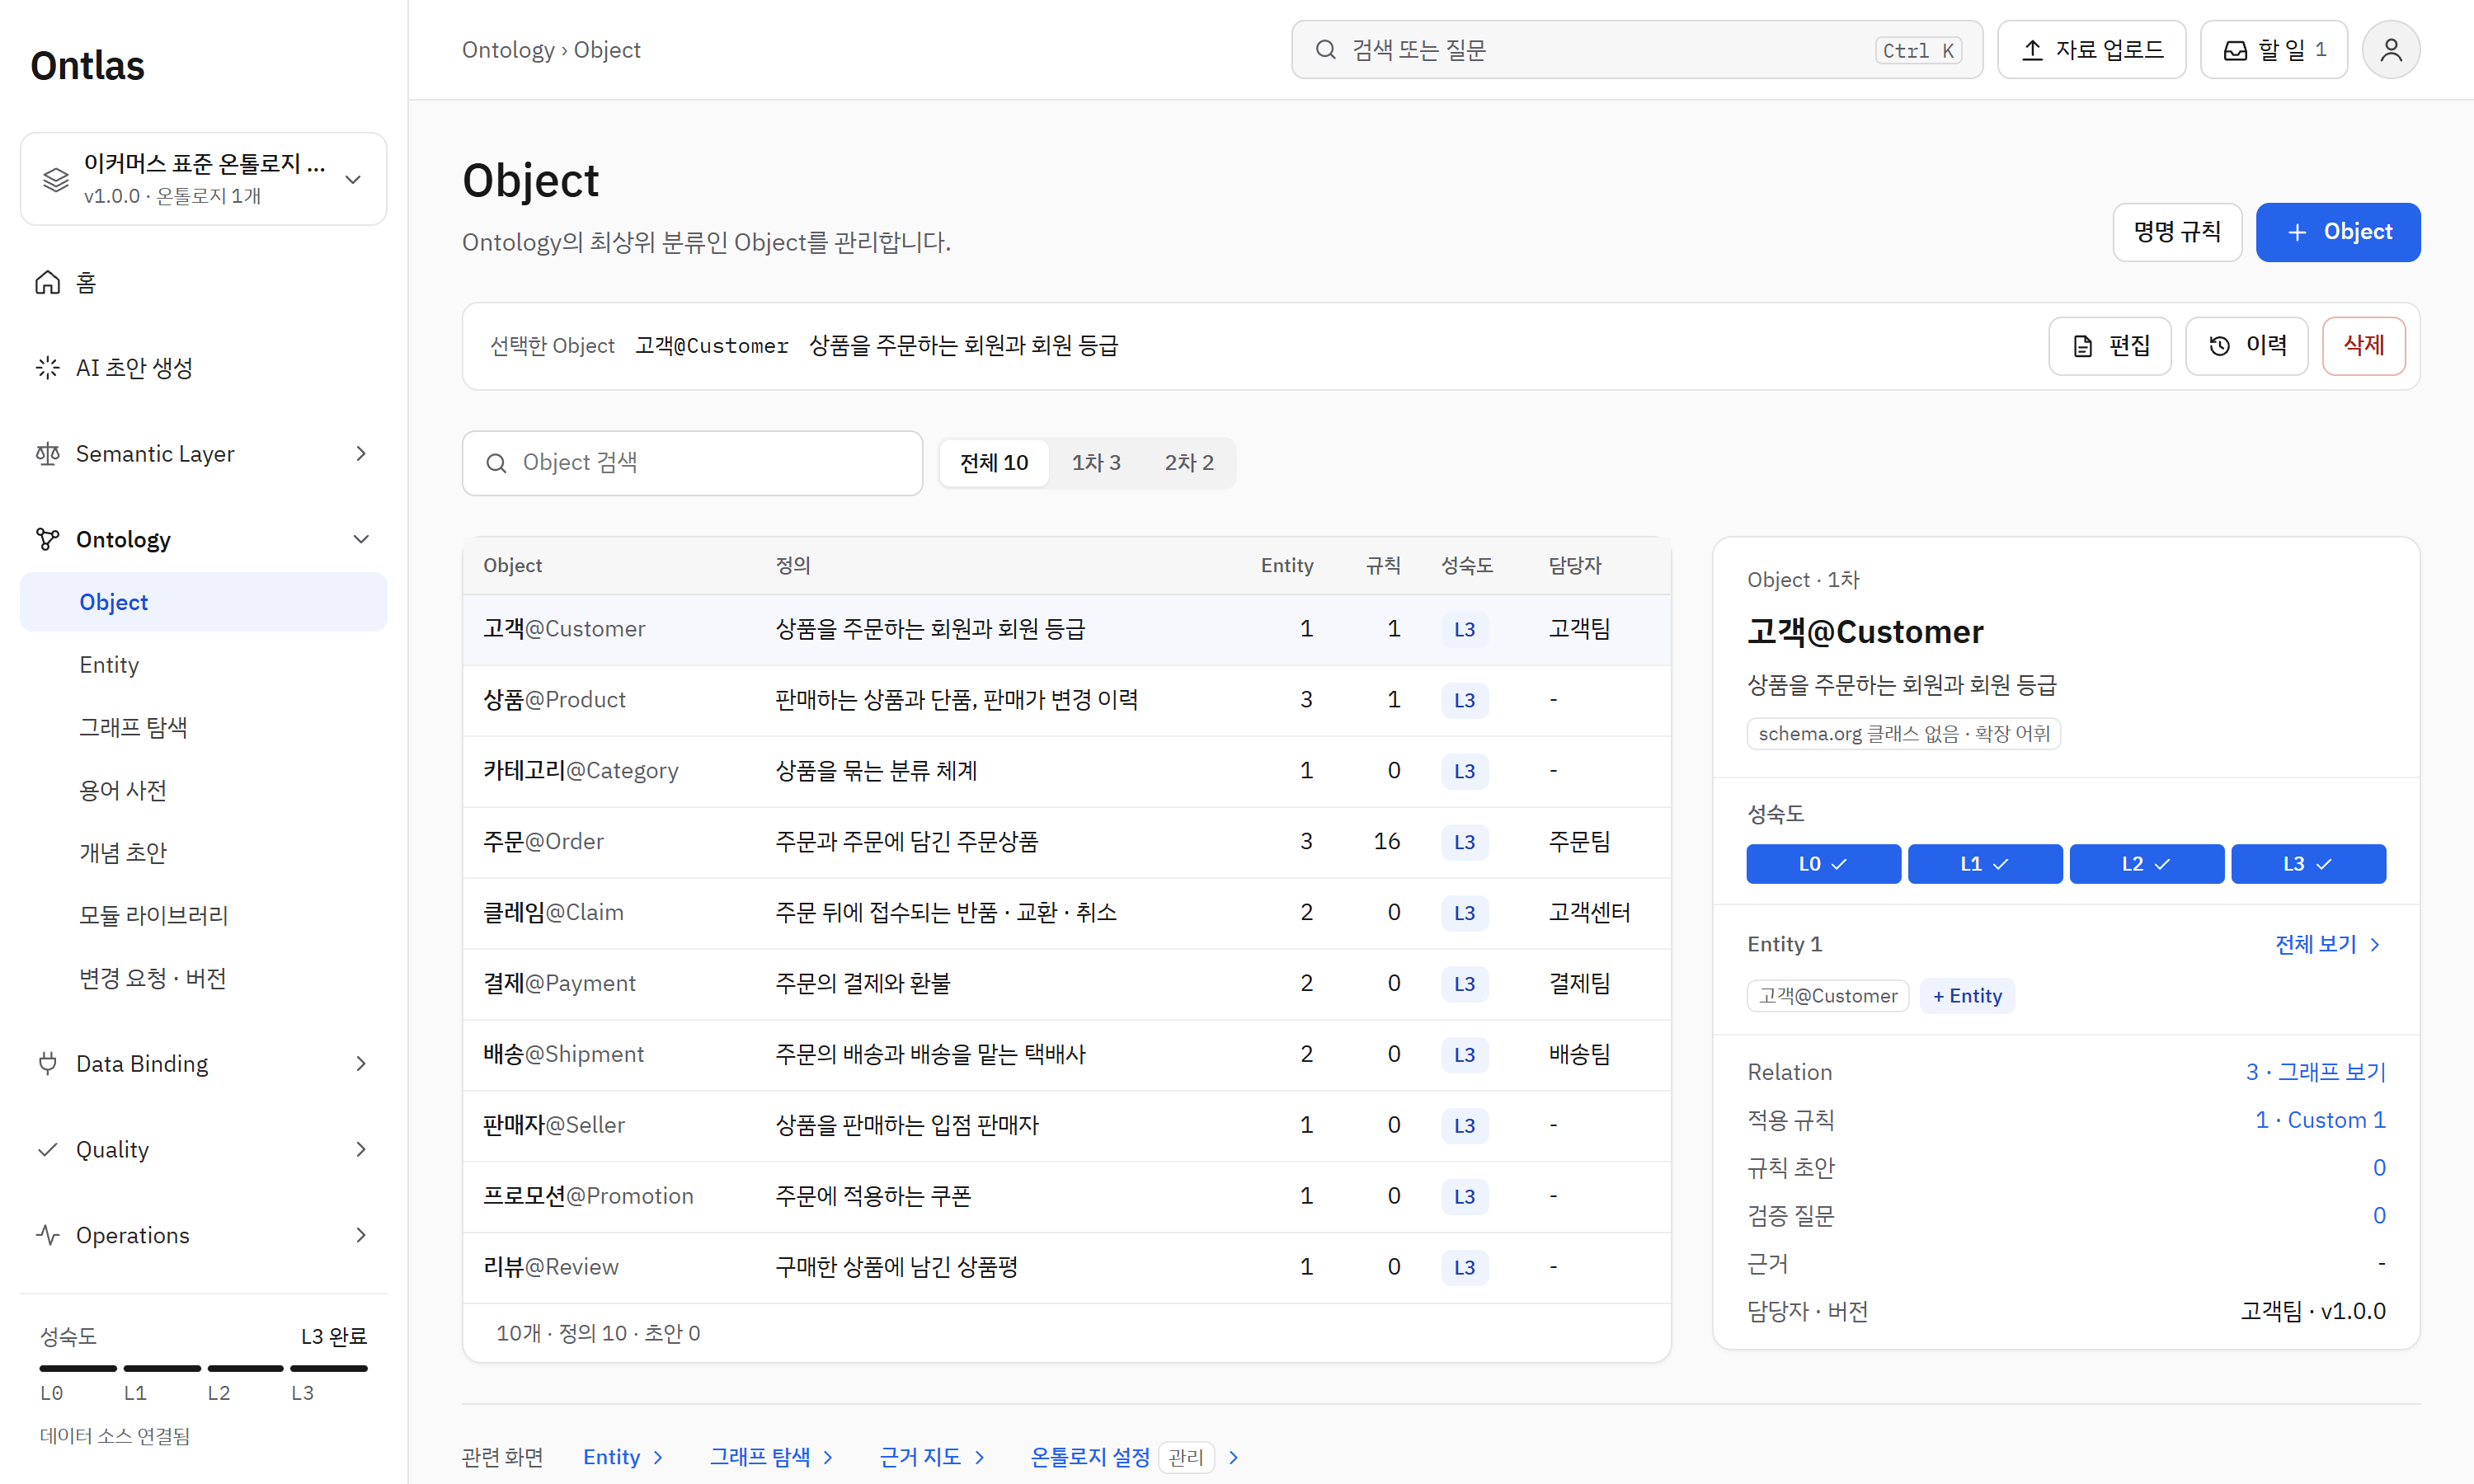 Ontlas
이커머스 표준 온톨로지 ...
v1.0.0 · 온톨로지 1개
홈
AI 초안 생성
Semantic Layer
Ontology
Object
Entity
그래프 탐색
용어 사전
개념 초안
모듈 라이브러리
변경 요청 · 버전
Data Binding
Quality
Operations
성숙도 L3 완료
L0 L1 L2 L3
데이터 소스 연결됨
Ontology › Object
검색 또는 질문 Ctrl K
자료 업로드
할 일 1
Object
Ontology의 최상위 분류인 Object를 관리합니다.
명명 규칙
+ Object
선택한 Object 고객@Customer 상품을 주문하는 회원과 회원 등급
편집
이력
삭제
Object 검색
전체 10 1차 3 2차 2
Object 정의 Entity 규칙 성숙도 담당자
고객@Customer 상품을 주문하는 회원과 회원 등급 1 1 L3 고객팀
상품@Product 판매하는 상품과 단품, 판매가 변경 이력 3 1 L3 -
카테고리@Category 상품을 묶는 분류 체계 1 0 L3 -
주문@Order 주문과 주문에 담긴 주문상품 3 16 L3 주문팀
클레임@Claim 주문 뒤에 접수되는 반품 · 교환 · 취소 2 0 L3 고객센터
결제@Payment 주문의 결제와 환불 2 0 L3 결제팀
배송@Shipment 주문의 배송과 배송을 맡는 택배사 2 0 L3 배송팀
판매자@Seller 상품을 판매하는 입점 판매자 1 0 L3 -
프로모션@Promotion 주문에 적용하는 쿠폰 1 0 L3 -
리뷰@Review 구매한 상품에 남긴 상품평 1 0 L3 -
10개 · 정의 10 · 초안 0
Object · 1차
고객@Customer
상품을 주문하는 회원과 회원 등급
schema.org 클래스 없음 · 확장 어휘
성숙도
L0 L1 L2 L3
Entity 1 전체 보기
고객@Customer + Entity
Relation 3 · 그래프 보기
적용 규칙 1 · Custom 1
규칙 초안 0
검증 질문 0
근거 -
담당자 · 버전 고객팀 · v1.0.0
관련 화면 Entity 그래프 탐색 근거 지도 온톨로지 설정 관리